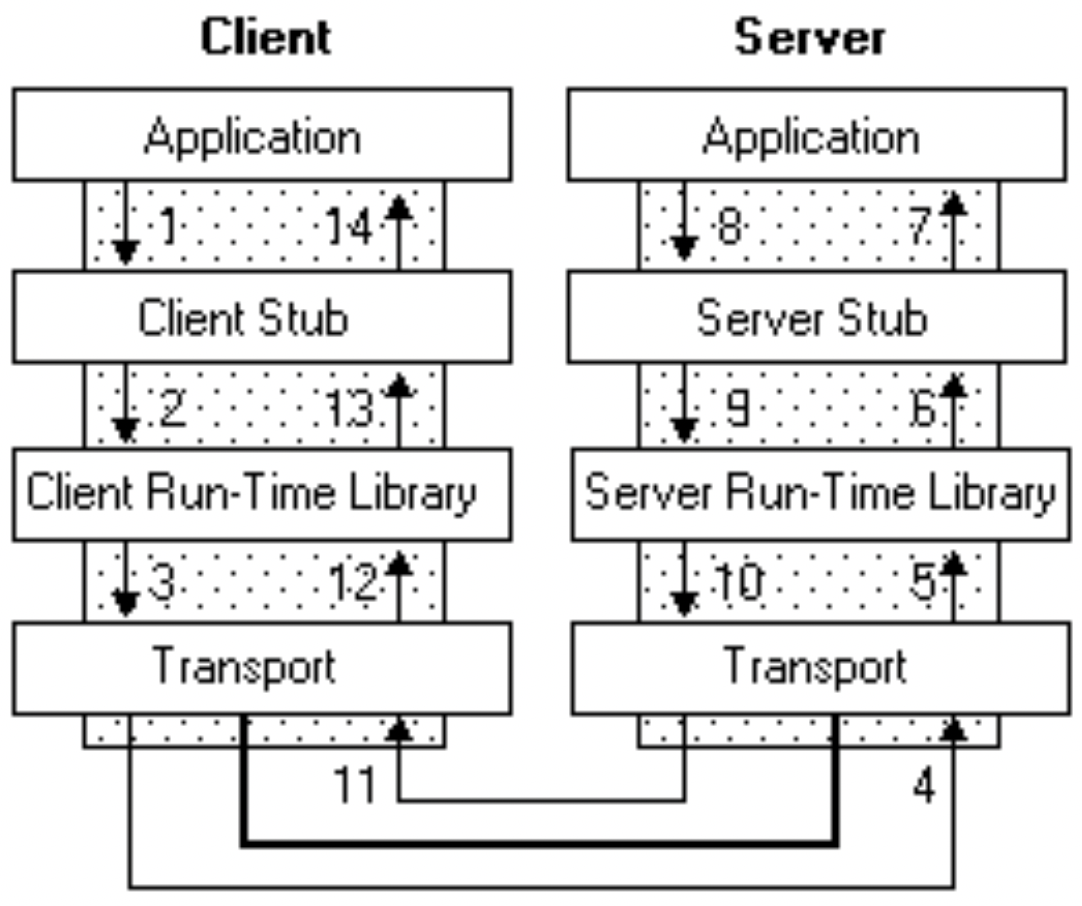 Client Server
Application Application
1 14 8 7
Client Stub Server Stub
2 13 9 6
Client Run-Time Library Server Run-Time Library
3 12 10 5
Transport Transport
11 4